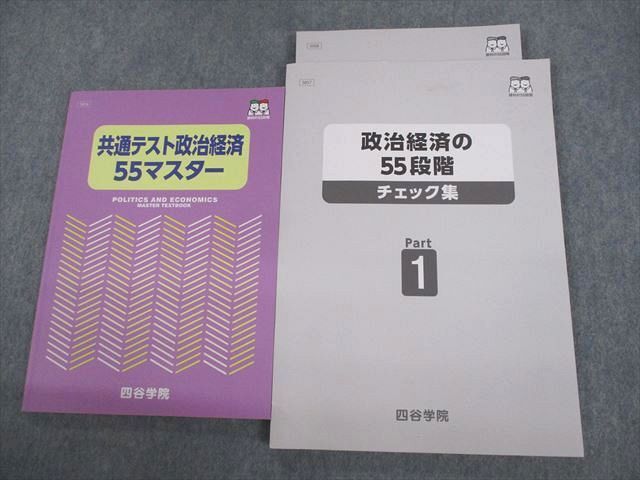 共通テスト政治経済
55マスター
POLITICS AND ECONOMICS
MASTER TEXTBOOK
四谷学院
政治経済の
55段階
チェック集
Part
1
四谷学院